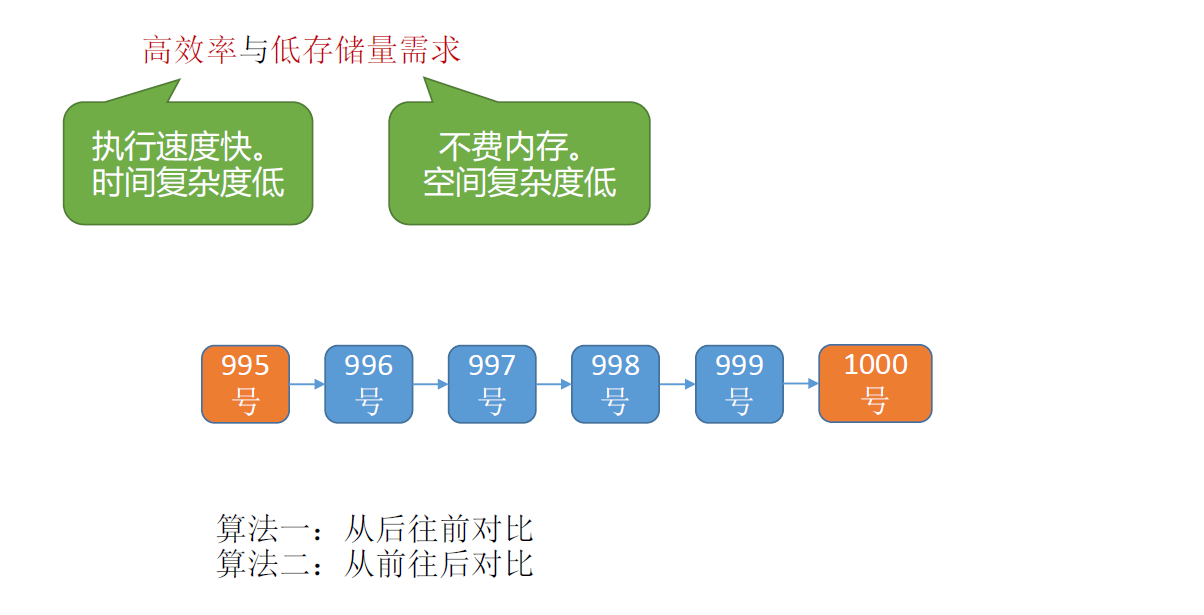 高效率与低存储量需求
执行速度快。
时间复杂度低
不费内存。
空间复杂度低
995
号
996
号
997
号
998
号
999
号
1000
号
算法一：从后往前对比
算法二：从前往后对比